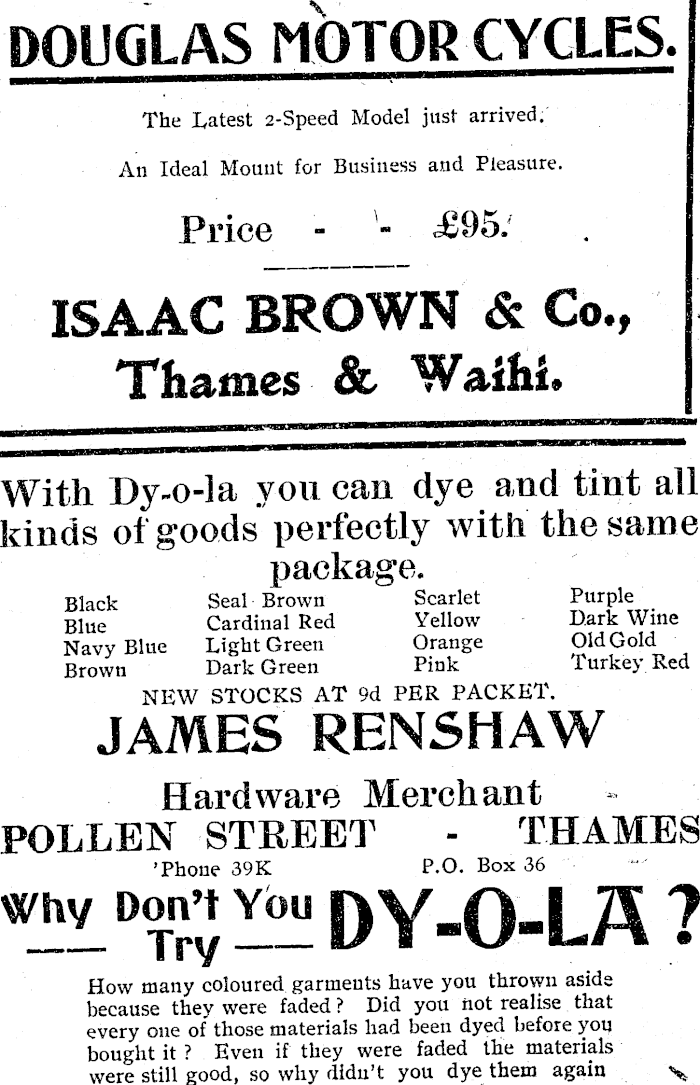 DOUGLAS MOTOR CYCLES.
The Latest 2-Speed Model just arrived.
An Ideal Mount for Business and Pleasure.
Price - - £95.
ISAAC BROWN & Co.,
Thames & Waihi.
With Dy-o-la you can dye and tint all
kinds of goods perfectly with the same
package.
Black Seal Brown Scarlet Purple
Blue Cardinal Red Yellow Dark Wine
Navy Blue Light Green Orange Old Gold
Brown Dark Green Pink Turkey Red
NEW STOCKS AT 9d PER PACKET.
JAMES RENSHAW
Hardware Merchant
POLLEN STREET - THAMES
'Phone 39K P.O. Box 36
Why Don't You
Try DY-O-LA?
How many coloured garments have you thrown aside
because they were faded? Did you not realise that
every one of those materials had been dyed before you
bought it? Even if they were faded the materials
were still good, so why didn't you dye them again